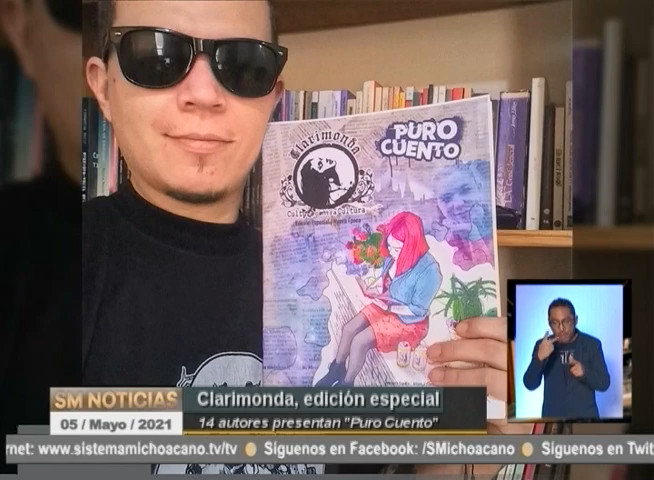 Clarimonda
PURO
CUENTO
SM NOTICIAS
05 / Mayo / 2021
Clarimonda, edición especial
14 autores presentan "Puro Cuento"
rnet: www.sistemamichoacano.tv/tv Síguenos en Facebook: /SMichoacano Síguenos en Twit